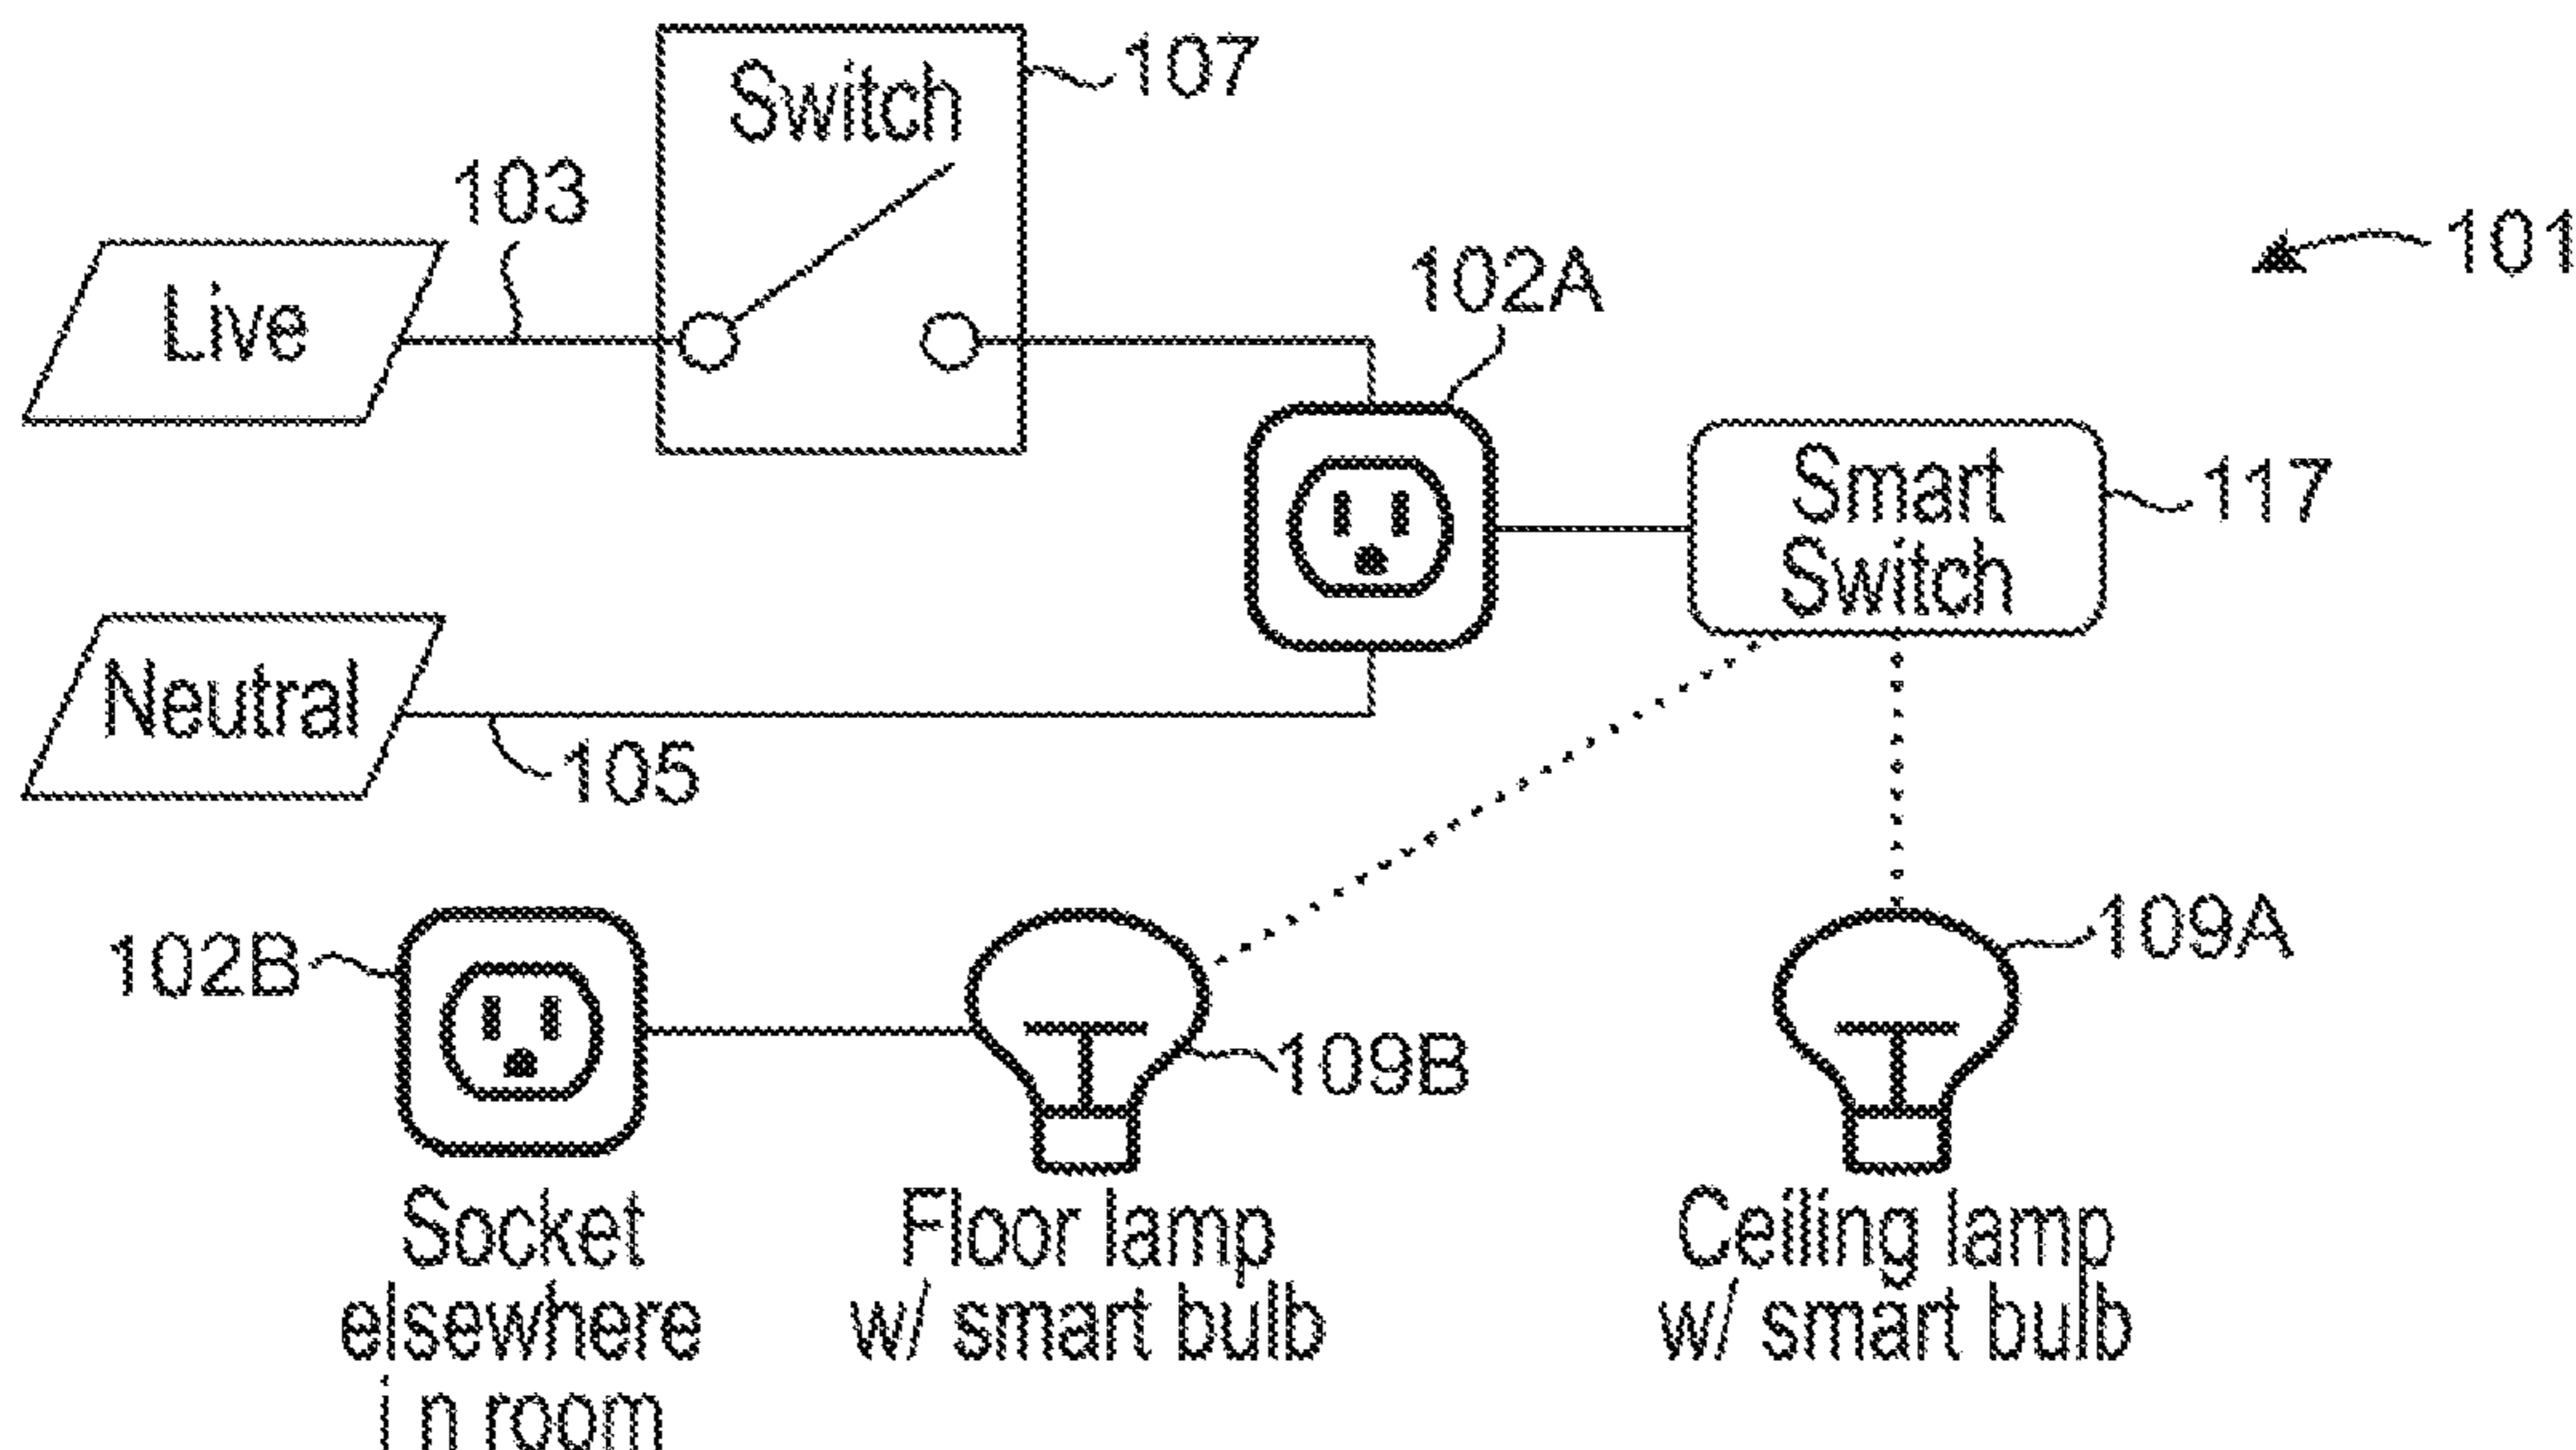 Switch
107
103
Live
101
102A
Smart
Switch
117
Neutral
105
102B
109B
109A
Socket
elsewhere
in room
Floor lamp
w/ smart bulb
Ceiling lamp
w/ smart bulb